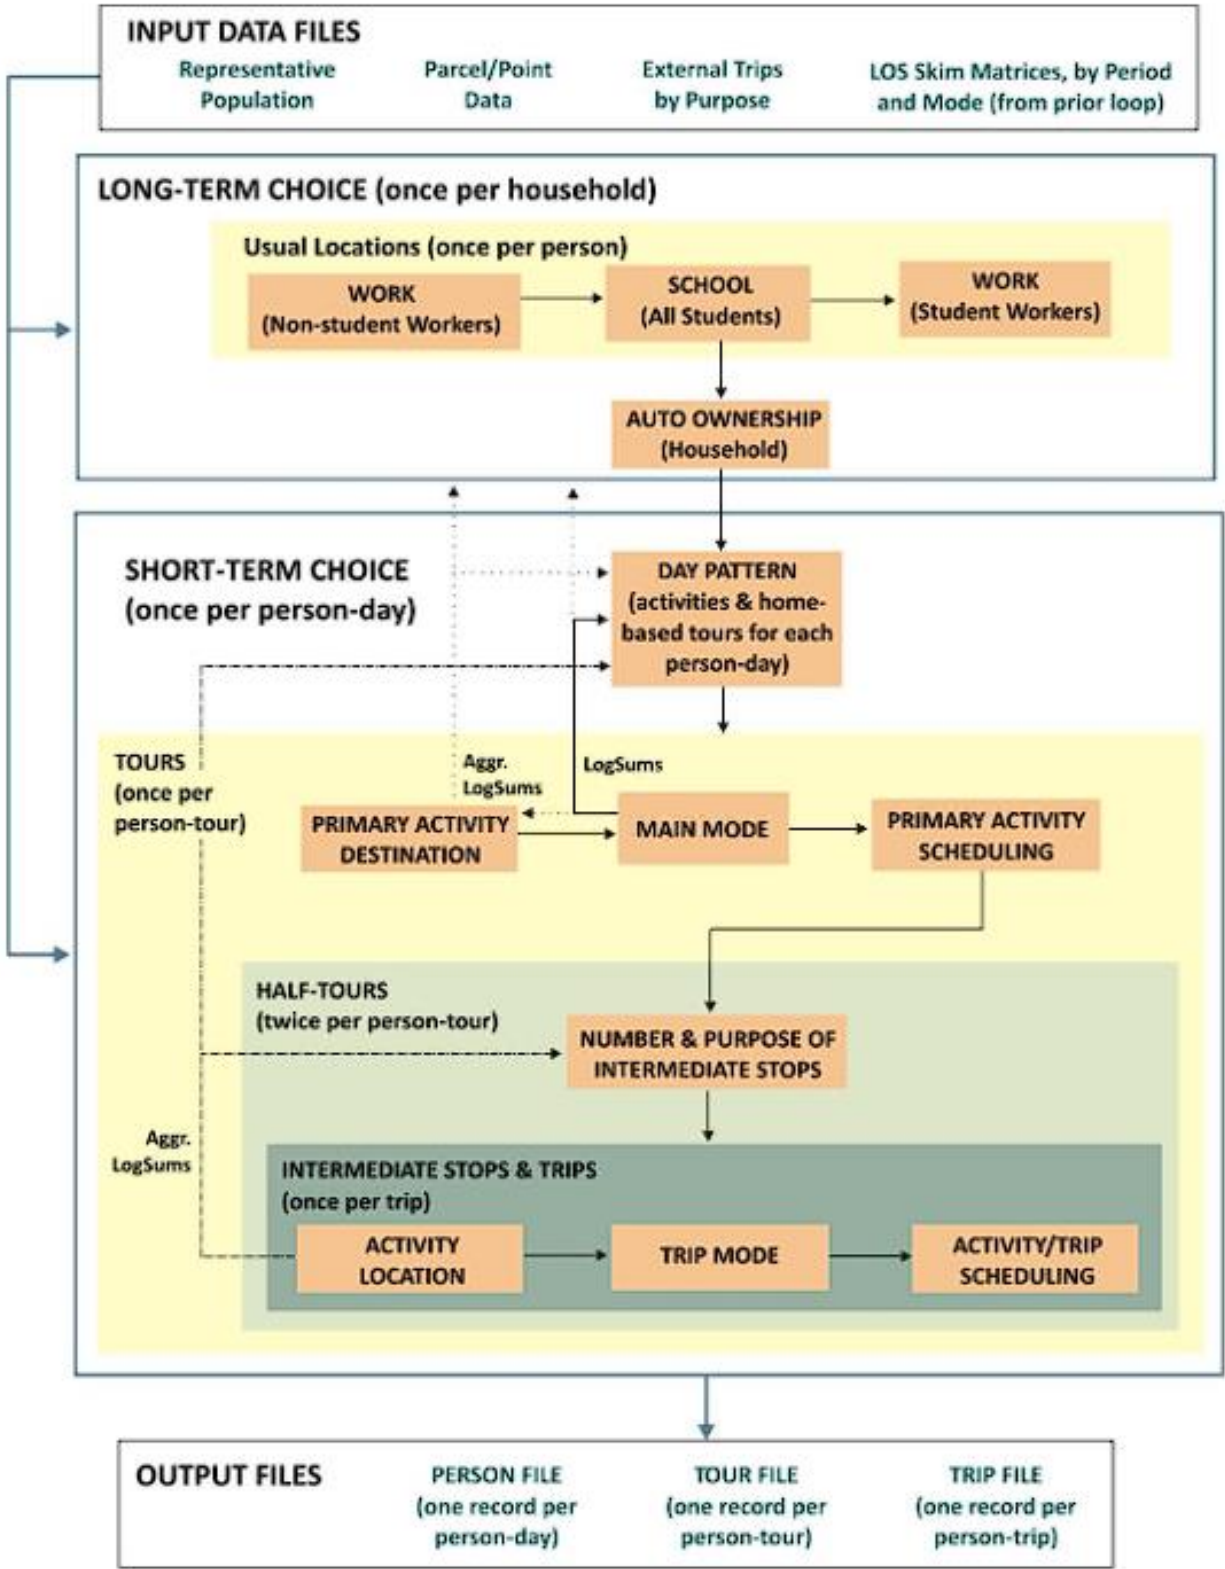 INPUT DATA FILES
Representative
Population
Parcel/Point
Data
External Trips
by Purpose
LOS Skim Matrices, by Period
and Mode (from prior loop)
LONG-TERM CHOICE (once per household)
Usual Locations (once per person)
WORK
(Non-student Workers)
SCHOOL
(All Students)
WORK
(Student Workers)
AUTO OWNERSHIP
(Household)
SHORT-TERM CHOICE
(once per person-day)
DAY PATTERN
(activities & home-
based tours for each
person-day)
TOURS
(once per
person-tour)
Aggr.
LogSums
LogSums
PRIMARY ACTIVITY
DESTINATION
MAIN MODE
PRIMARY ACTIVITY
SCHEDULING
HALF-TOURS
(twice per person-tour)
NUMBER & PURPOSE OF
INTERMEDIATE STOPS
Aggr.
LogSums
INTERMEDIATE STOPS & TRIPS
(once per trip)
ACTIVITY
LOCATION
TRIP MODE
ACTIVITY/TRIP
SCHEDULING
OUTPUT FILES
PERSON FILE
(one record per
person-day)
TOUR FILE
(one record per
person-tour)
TRIP FILE
(one record per
person-trip)